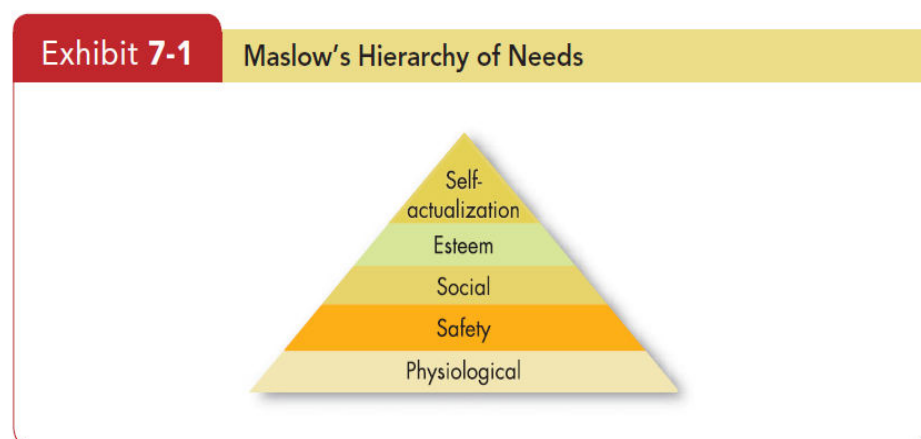 Exhibit 7-1
Maslow's Hierarchy of Needs
Self-
actualization
Esteem
Social
Safety
Physiological